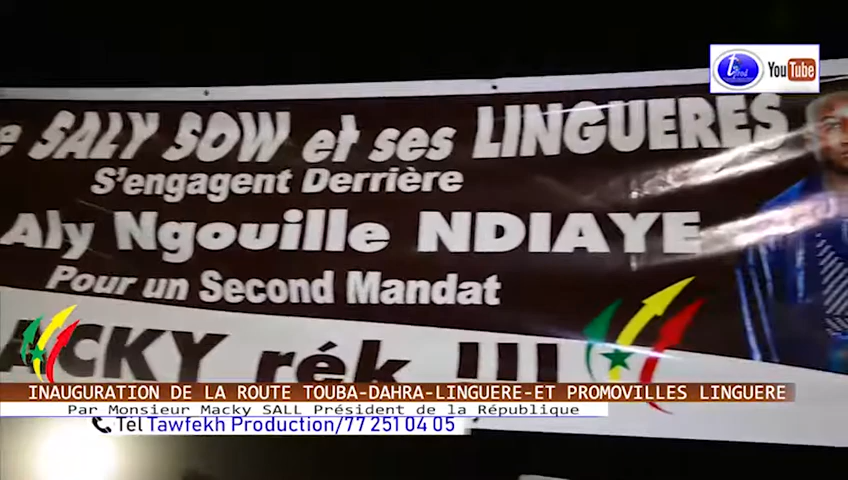 YouTube
e SALY SOW et ses LINGUERES
S'engagent Derrière
Aly Ngouille NDIAYE
Pour un Second Mandat
ACKY rék !!!
INAUGURATION DE LA ROUTE TOUBA-DAHRA-LINGUERE-ET PROMOVILLES LINGUERE
Par Monsieur Macky SALL Président de la République
Tél Tawfekh Production/77 251 04 05